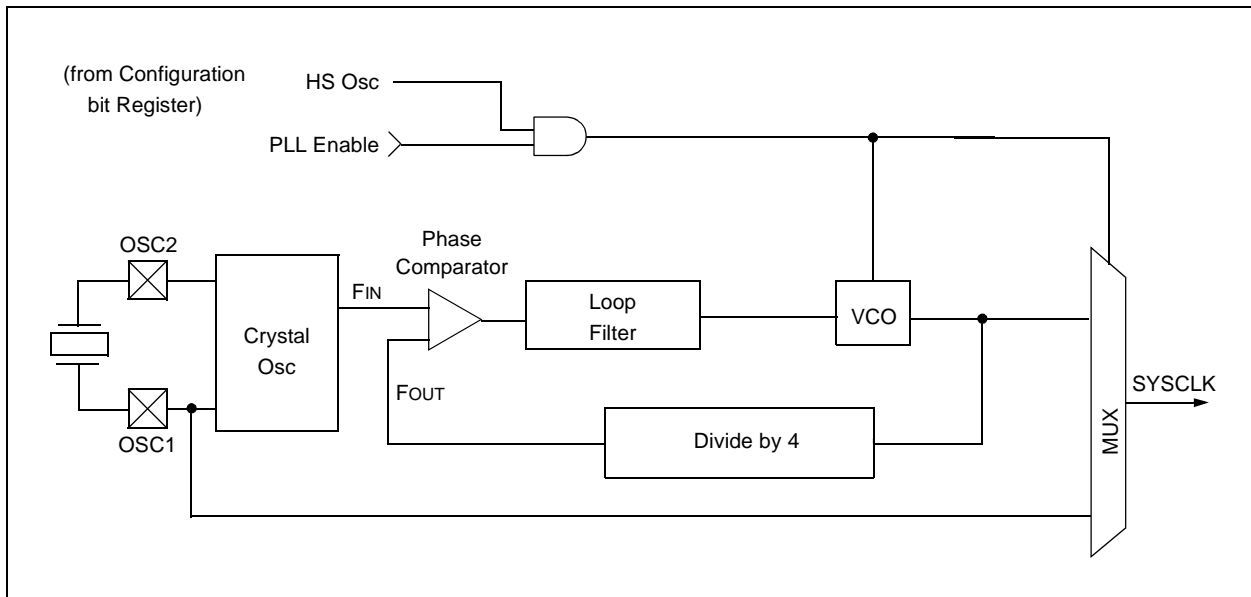 (from Configuration
bit Register)
HS Osc
PLL Enable
OSC2
Crystal
Osc
OSC1
FIN
FOUT
Phase
Comparator
Loop
Filter
VCO
Divide by 4
MUX
SYSCLK